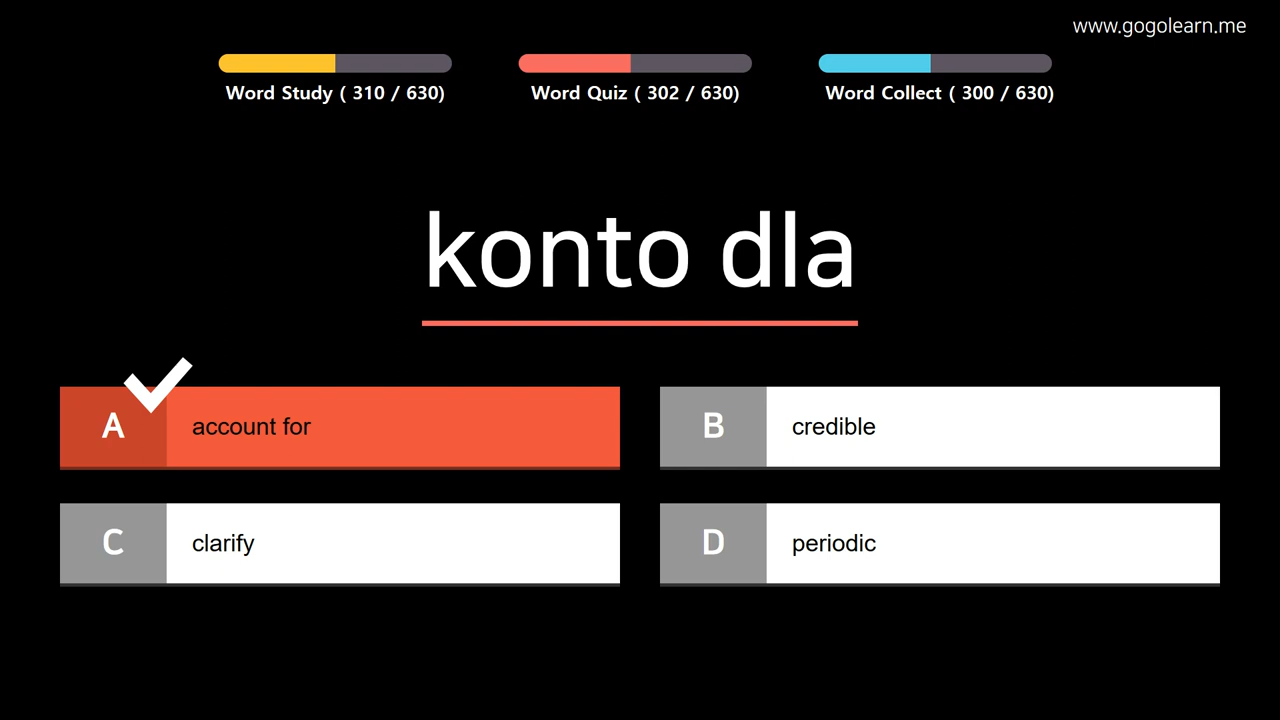 www.gogolearn.me
Word Study ( 310 / 630)
Word Quiz ( 302 / 630)
Word Collect ( 300 / 630)
konto dla
A
account for
B
credible
C
clarify
D
periodic